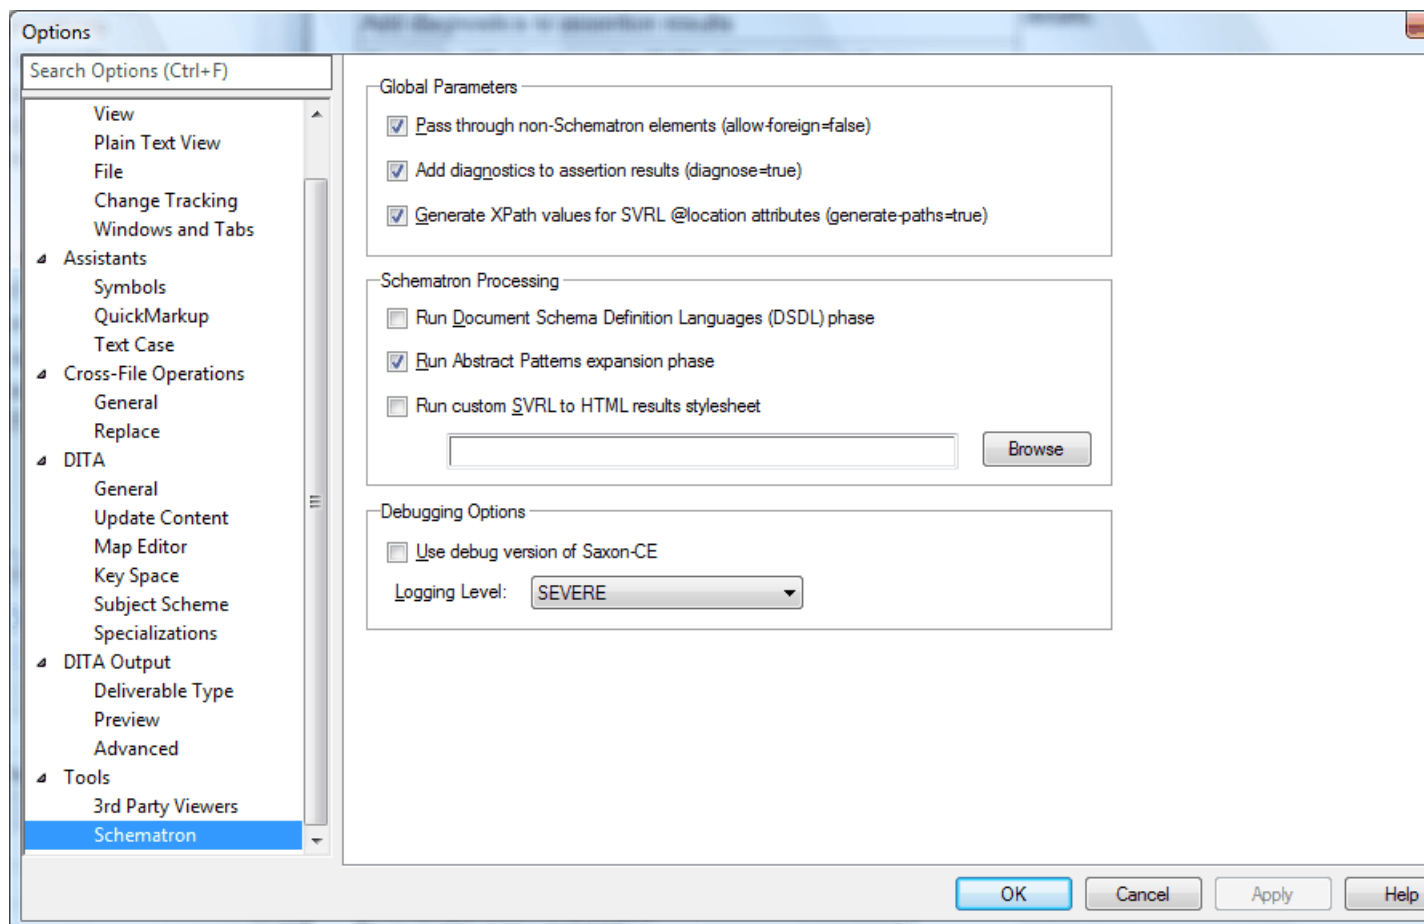 Add diagnostics to assertion results
Options
Search Options (Ctrl+F)
View
Plain Text View
File
Change Tracking
Windows and Tabs
Assistants
Symbols
QuickMarkup
Text Case
Cross-File Operations
General
Replace
DITA
General
Update Content
Map Editor
Key Space
Subject Scheme
Specializations
DITA Output
Deliverable Type
Preview
Advanced
Tools
3rd Party Viewers
Schematron
Global Parameters
Pass through non-Schematron elements (allow-foreign=false)
Add diagnostics to assertion results (diagnose=true)
Generate XPath values for SVRL @location attributes (generate-paths=true)
Schematron Processing
Run Document Schema Definition Languages (DSDL) phase
Run Abstract Patterns expansion phase
Run custom SVRL to HTML results stylesheet
Browse
Debugging Options
Use debug version of Saxon-CE
Logging Level: SEVERE
OK Cancel Apply Help